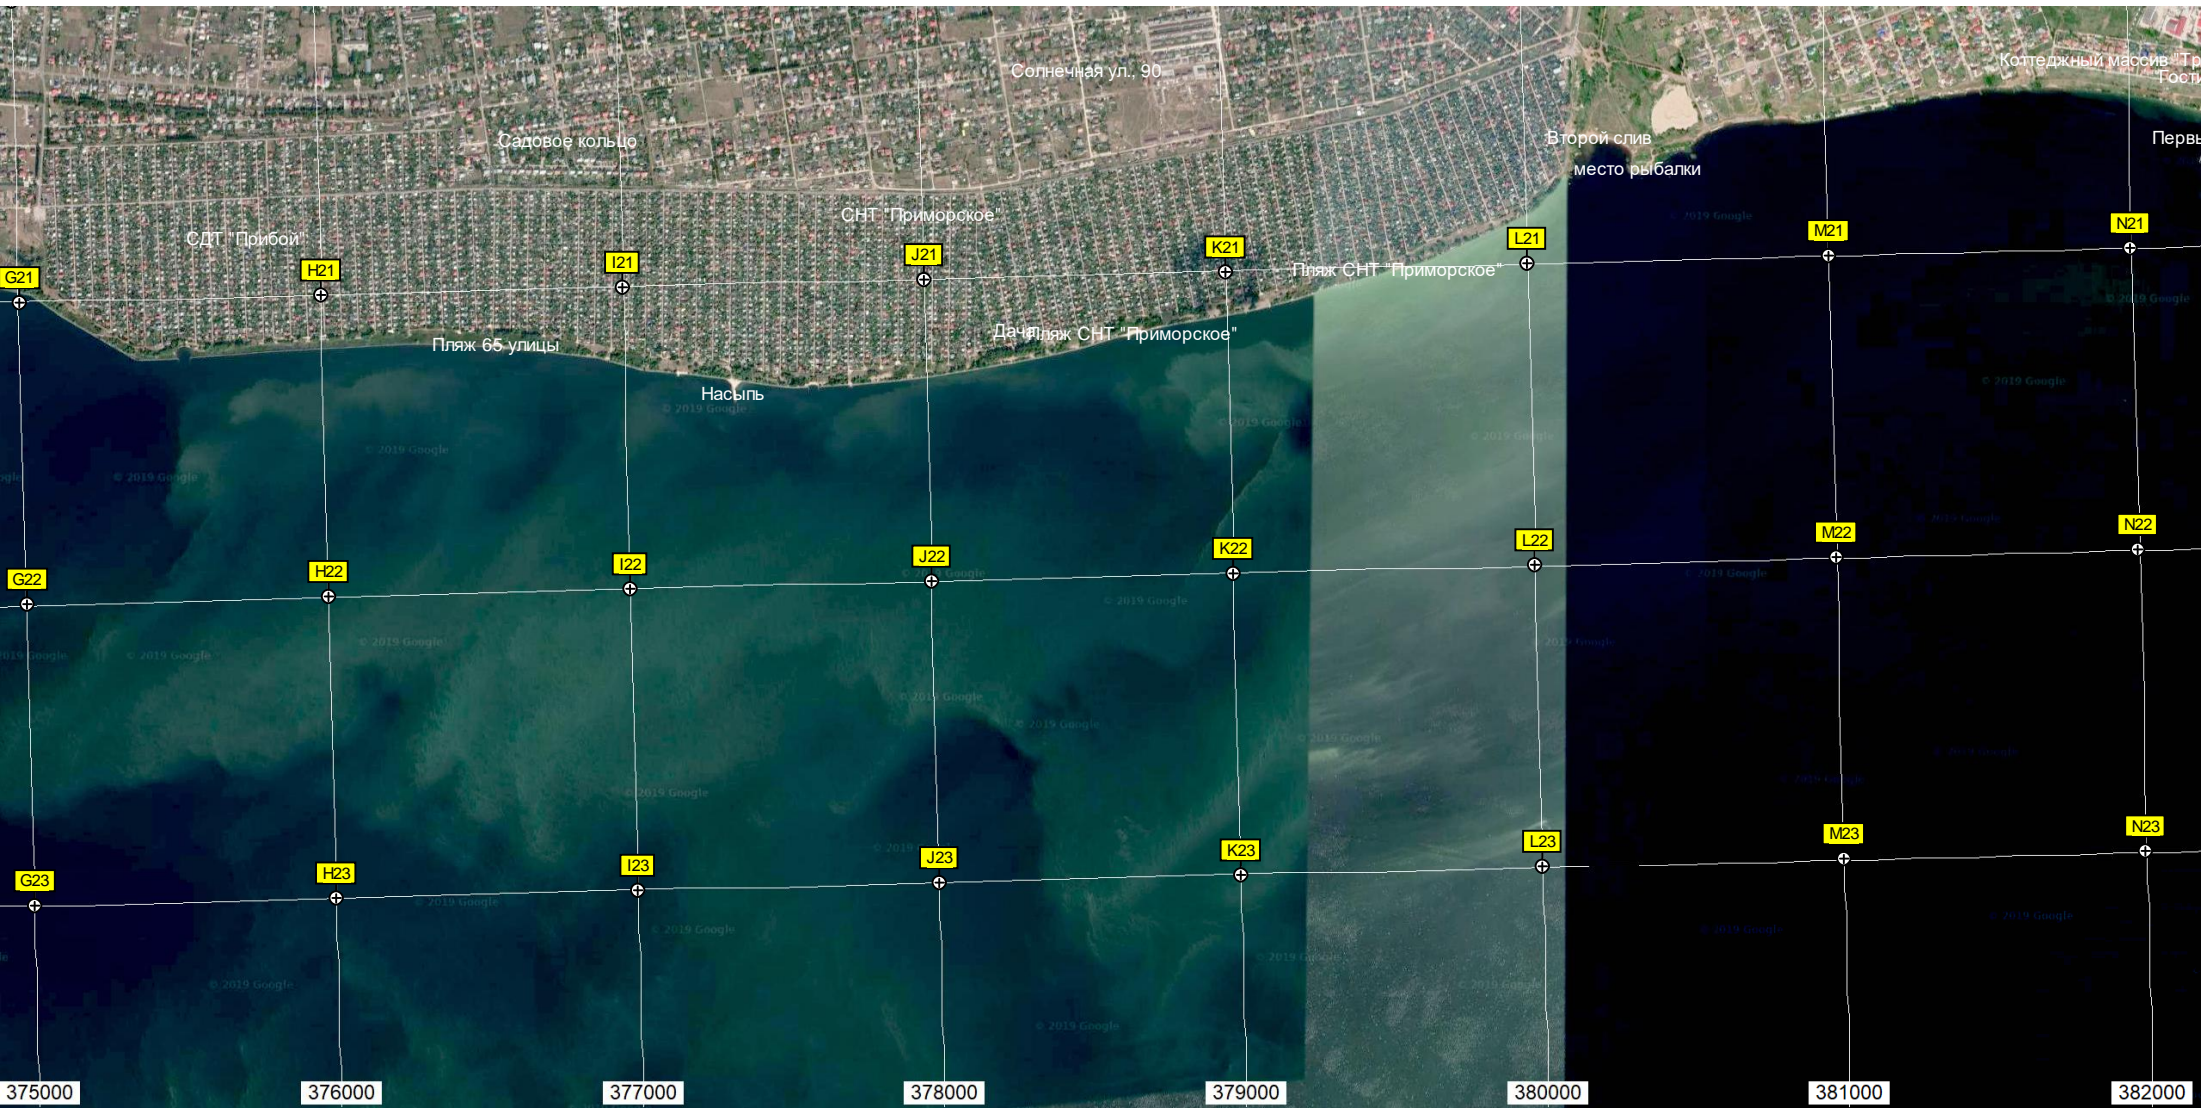 Солнечная ул., 90
Коттеджный массив "Тр
Гости
Садовое кольцо
Второй слив
Первы
место рыбалки
СНТ "Приморское"
СДТ "Прибой"
G21
H21
I21
J21
K21
L21
M21
N21
Пляж СНТ "Приморское"
Дача
Пляж СНТ "Приморское"
Пляж 65 улицы
Насыпь
© 2019 Google
G22
H22
I22
J22
K22
L22
M22
N22
G23
H23
I23
J23
K23
L23
M23
N23
375000
376000
377000
378000
379000
380000
381000
382000